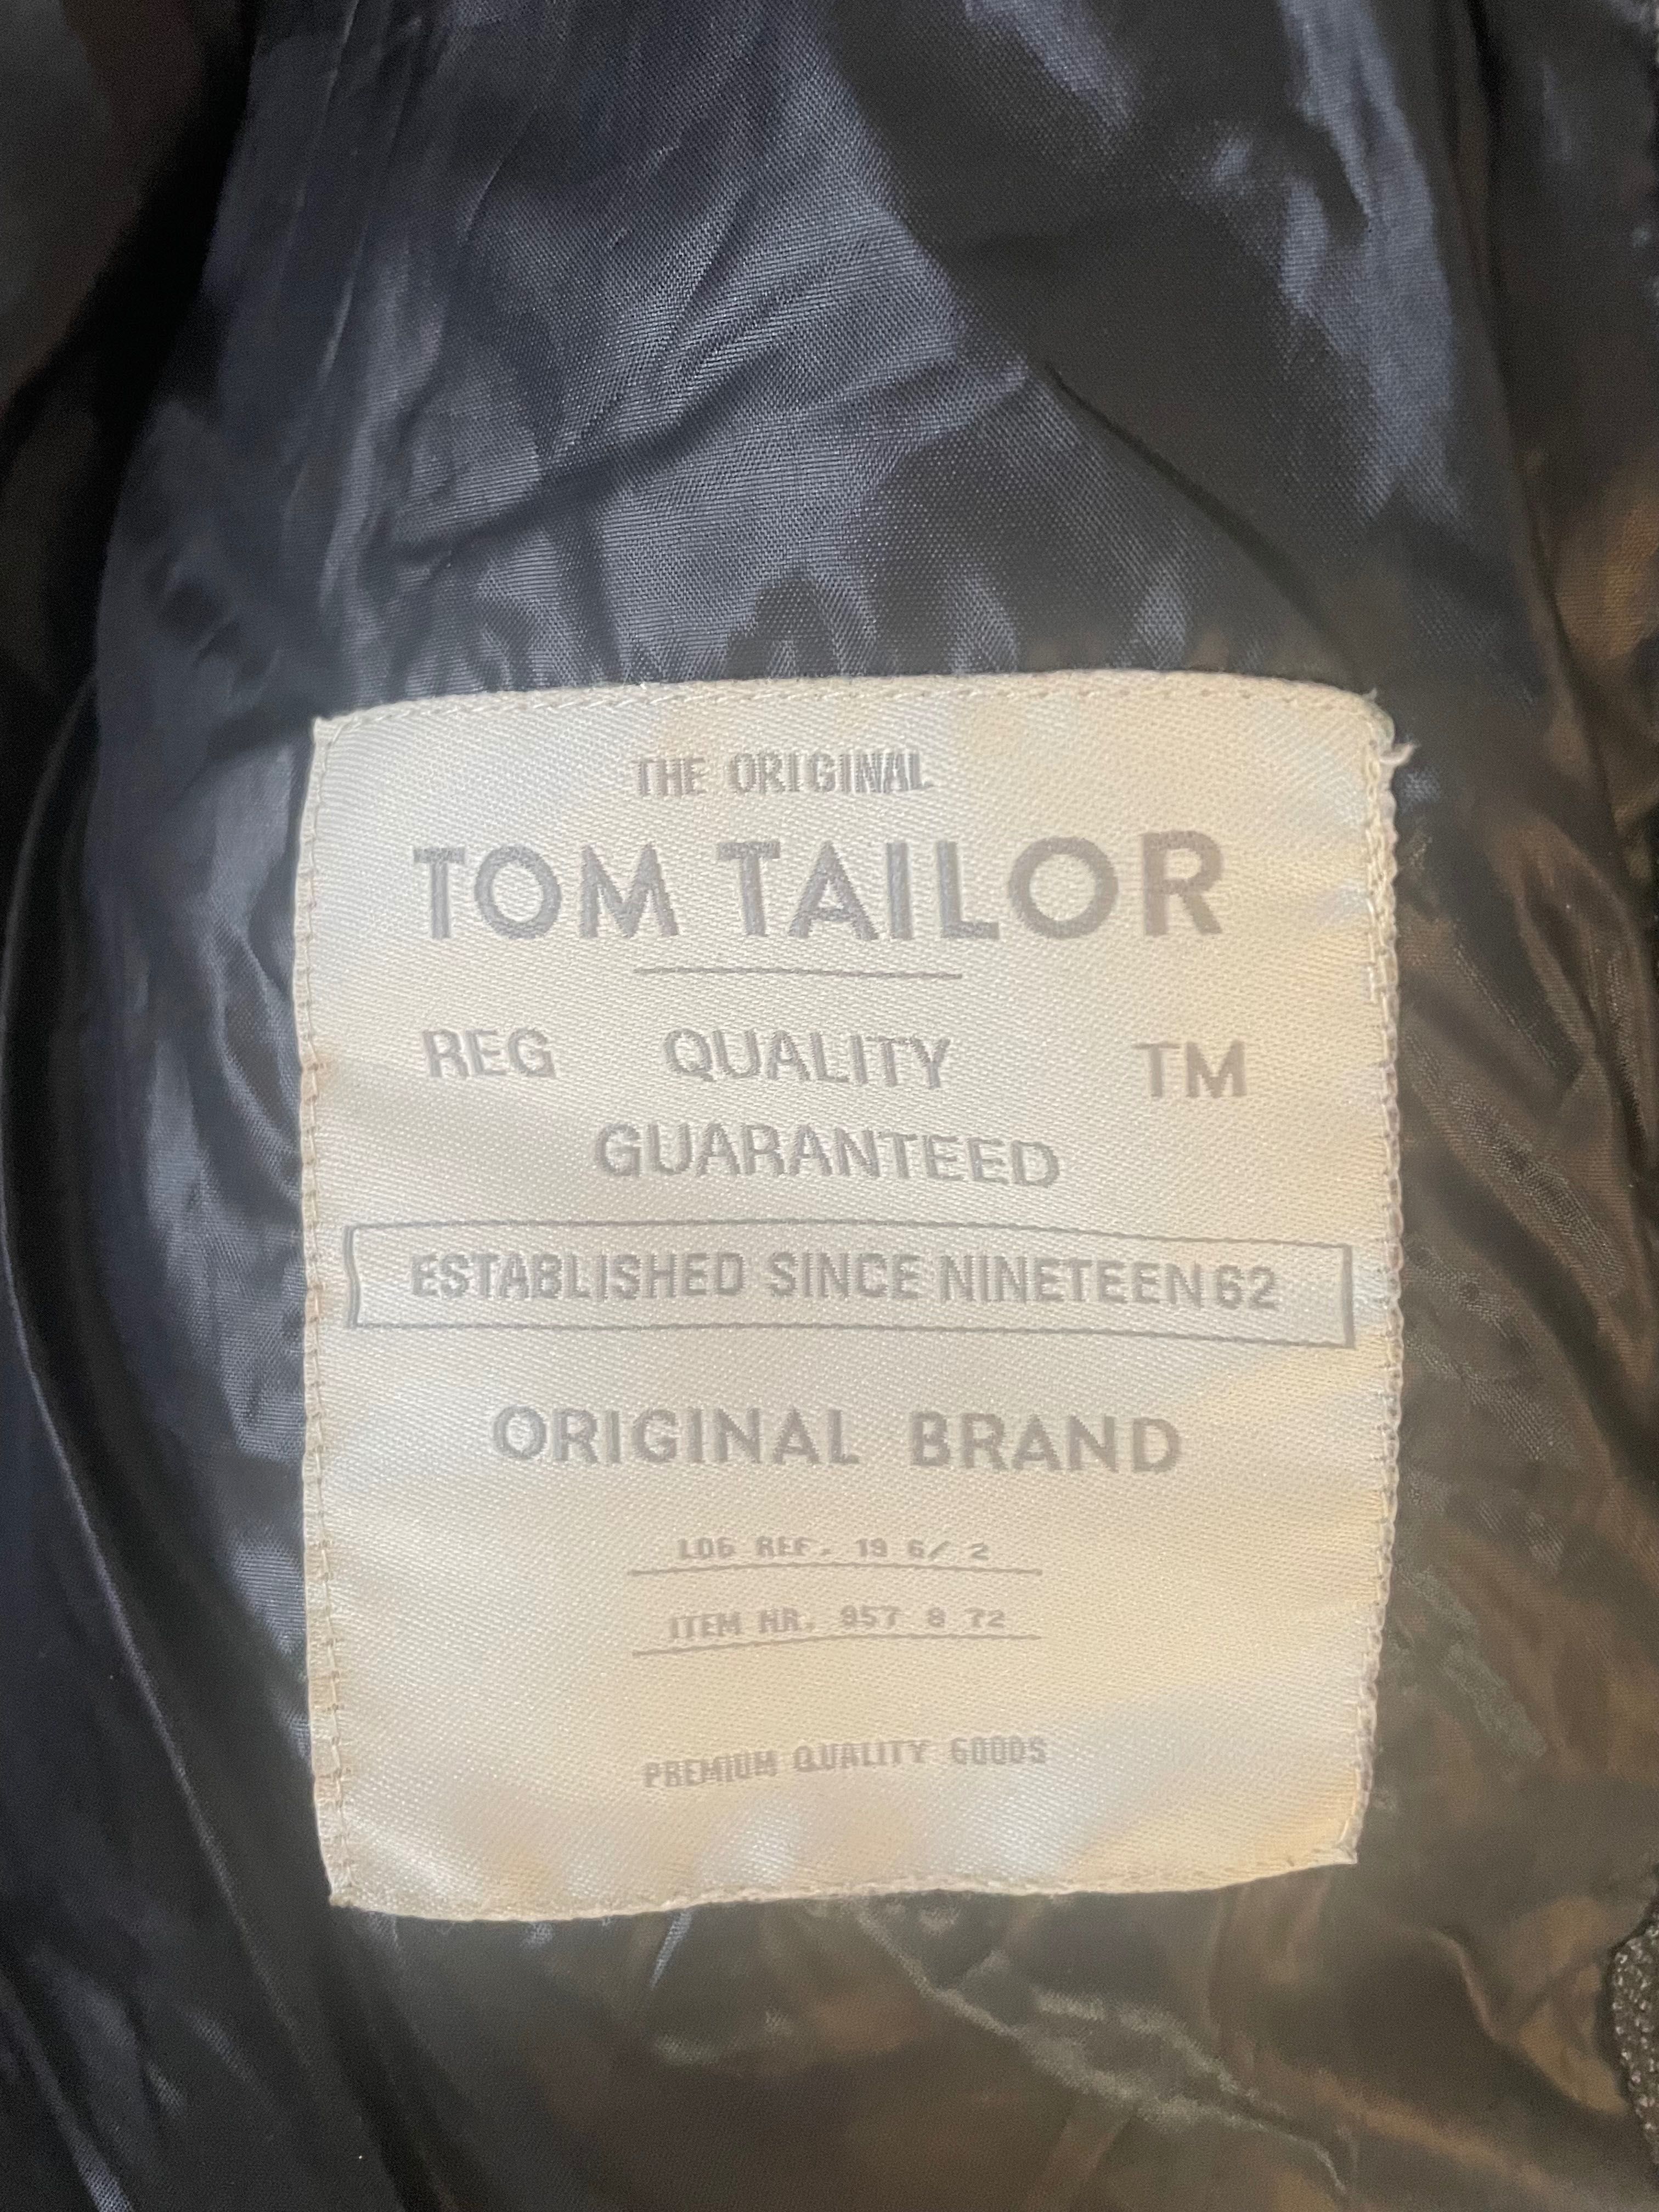 THE ORIGINAL
TOM TAILOR
REG QUALITY TM
GUARANTEED
ESTABLISHED SINCE NINETEEN 62
ORIGINAL BRAND
LOG REF. 19 6/ 2
ITEM NR. 957 8 72
PREMIUM QUALITY GOODS